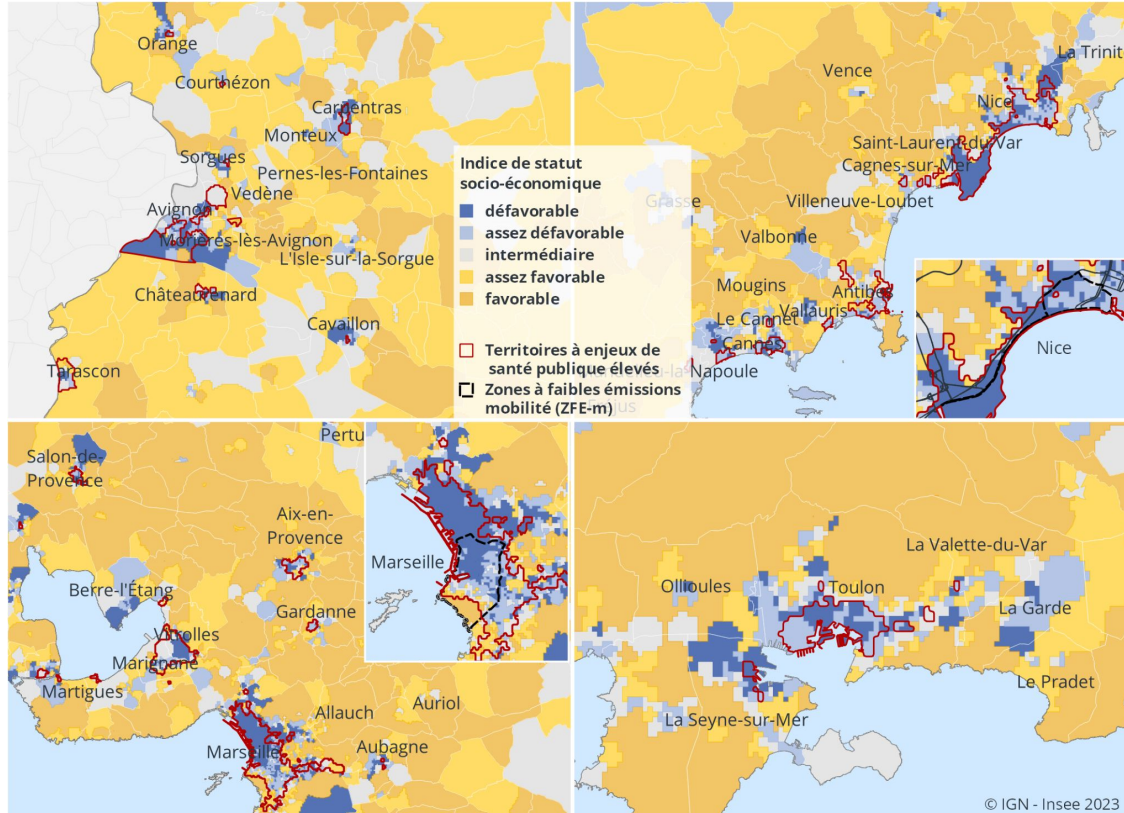 Orange
Courthézon
Carpentras
Monteux
Sorgues
Pernes-les-Fontaines
Vedène
Avignon
Morières-lès-Avignon
L'Isle-sur-la-Sorgue
Châteaurenard
Cavaillon
Tarascon
Indice de statut
socio-économique
défavorable
assez défavorable
intermédiaire
assez favorable
favorable
Territoires à enjeux de
santé publique élevés
Zones à faibles émissions
mobilité (ZFE-m)
La Trinit
Vence
Nice
Saint-Laurent-du-Var
Cagnes-sur-Mer
Grasse
Villeneuve-Loubet
Valbonne
Mougins
Antibes
Vallauris
Le Cannet
Cannes
Napoule
Nice
Pertu
Salon-de-
Provence
Aix-en-
Provence
Marseille
Berre-l'Étang
Gardanne
Vitrolles
Marignane
Martigues
Allauch
Auriol
Marseille
Aubagne
La Valette-du-Var
Ollioules
Toulon
La Garde
Le Pradet
La Seyne-sur-Mer
© IGN - Insee 2023